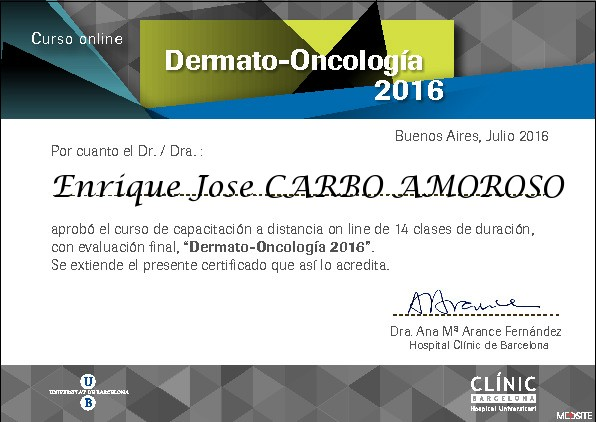 Curso online
Dermato-Oncología
2016
Buenos Aires, Julio 2016
Por cuanto el Dr. / Dra. :
Enrique Jose CARBO AMOROSO
aprobó el curso de capacitación a distancia on line de 14 clases de duración,
con evaluación final, “Dermato-Oncología 2016”.
Se extiende el presente certificado que así lo acredita.
A Arance
Dra. Ana Mª Arance Fernández
Hospital Clínic de Barcelona
U
UNIVERSITAT DE BARCELONA
B
CLÍNIC
BARCELONA
Hospital Universitari
MEDSITE